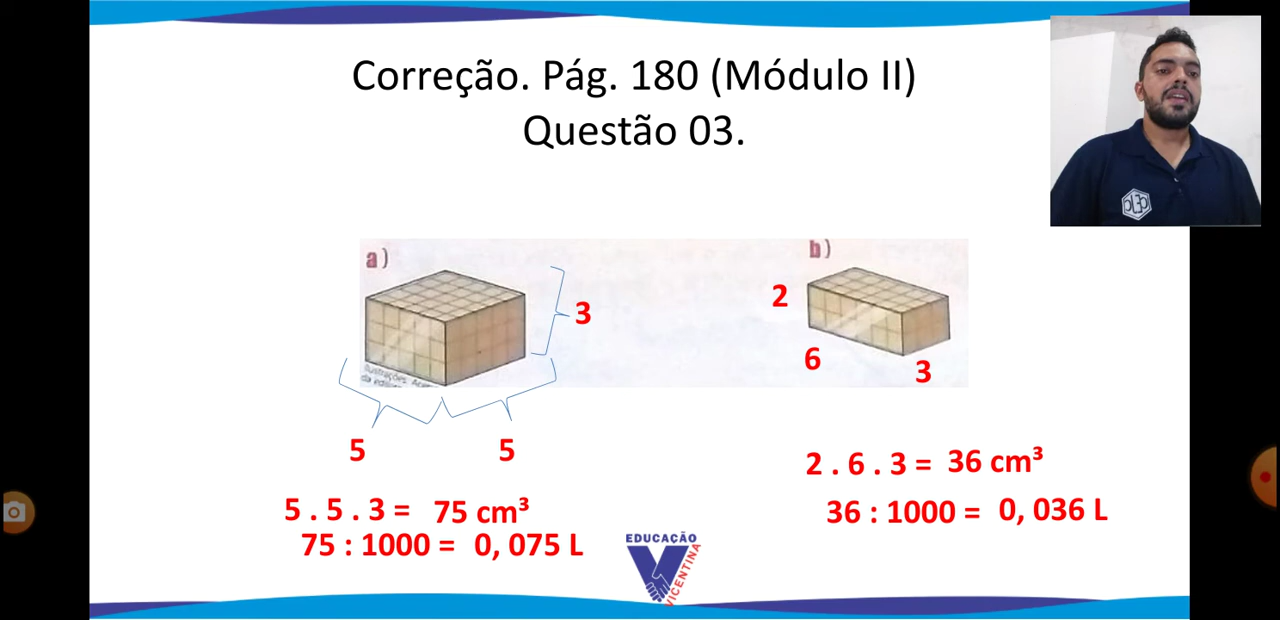 Correção. Pág. 180 (Módulo II)
Questão 03.
a)
3
5
5
Ilustrações:
5 . 5 . 3 = 75 cm³
75 : 1000 = 0, 075 L
b)
2
6
3
2 . 6 . 3 = 36 cm³
36 : 1000 = 0, 036 L
EDUCAÇÃO
VICENTINA